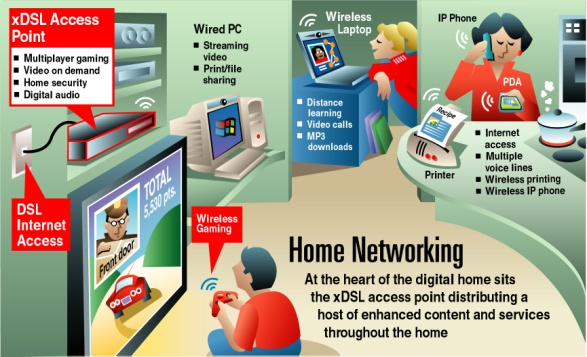 xDSL Access
Point
■ Multiplayer gaming
■ Video on demand
■ Home security
■ Digital audio
Wired PC
■ Streaming
video
■ Print/file
sharing
Wireless
Laptop
■ Distance
learning
■ Video calls
■ MP3
downloads
IP Phone
PDA
Recipe
Printer
■ Internet
access
■ Multiple
voice lines
■ Wireless printing
■ Wireless IP phone
DSL
Internet
Access
TOTAL
5,530 pts.
Front door
Wireless
Gaming
Home Networking
At the heart of the digital home sits
the xDSL access point distributing a
host of enhanced content and services
throughout the home